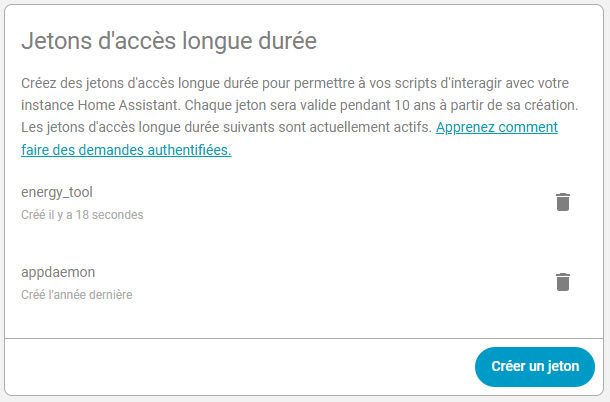 Jetons d'accès longue durée
Créez des jetons d'accès longue durée pour permettre à vos scripts d'interagir avec votre
instance Home Assistant. Chaque jeton sera valide pendant 10 ans à partir de sa création.
Les jetons d'accès longue durée suivants sont actuellement actifs. Apprenez comment
faire des demandes authentifiées.
energy_tool
Créé il y a 18 secondes
appdaemon
Créé l'année dernière
Créer un jeton